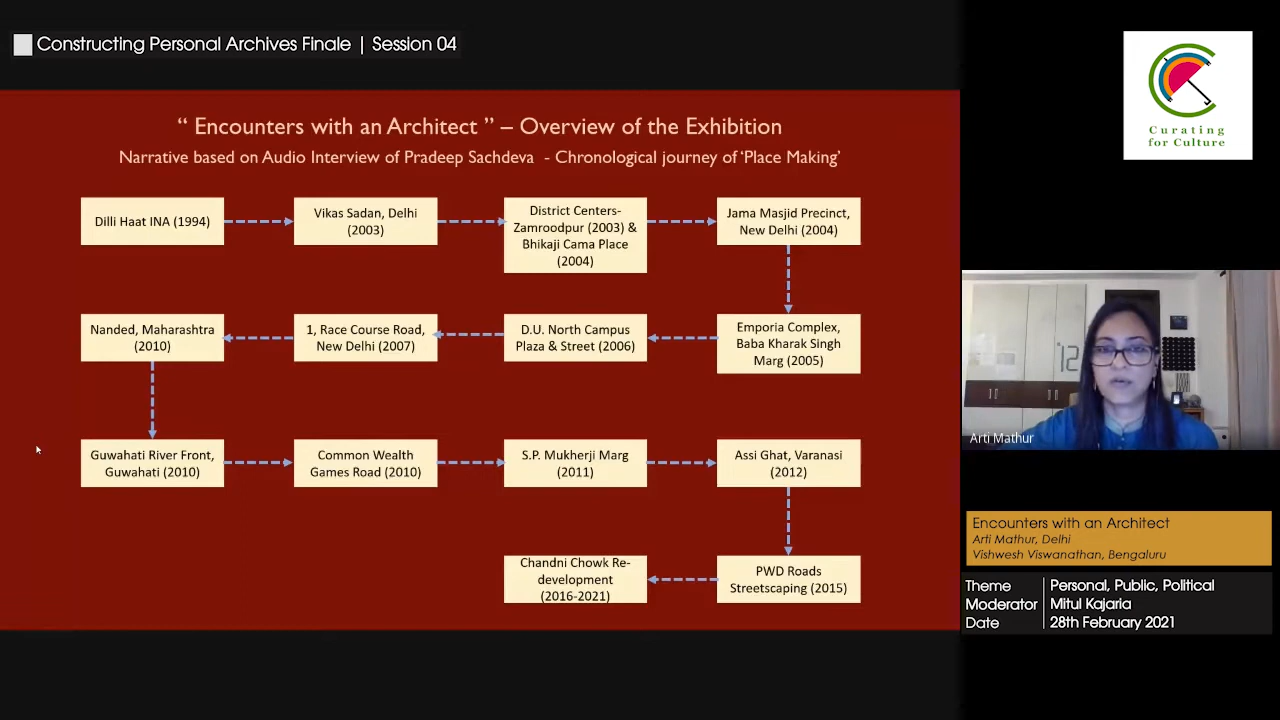 Constructing Personal Archives Finale | Session 04
“ Encounters with an Architect ” – Overview of the Exhibition
Narrative based on Audio Interview of Pradeep Sachdeva - Chronological journey of ‘Place Making’
Dilli Haat INA (1994)
Vikas Sadan, Delhi
(2003)
District Centers-
Zamroodpur (2003) &
Bhikaji Cama Place
(2004)
Jama Masjid Precinct,
New Delhi (2004)
Emporia Complex,
Baba Kharak Singh
Marg (2005)
D.U. North Campus
Plaza & Street (2006)
1, Race Course Road,
New Delhi (2007)
Nanded, Maharashtra
(2010)
Guwahati River Front,
Guwahati (2010)
Common Wealth
Games Road (2010)
S.P. Mukherji Marg
(2011)
Assi Ghat, Varanasi
(2012)
PWD Roads
Streetscaping (2015)
Chandni Chowk Re-
development
(2016-2021)
Curating
for Culture
'12
Arti Mathur
Encounters with an Architect
Arti Mathur, Delhi
Vishwesh Viswanathan, Bengaluru
Theme Personal, Public, Political
Moderator Mitul Kajaria
Date 28th February 2021